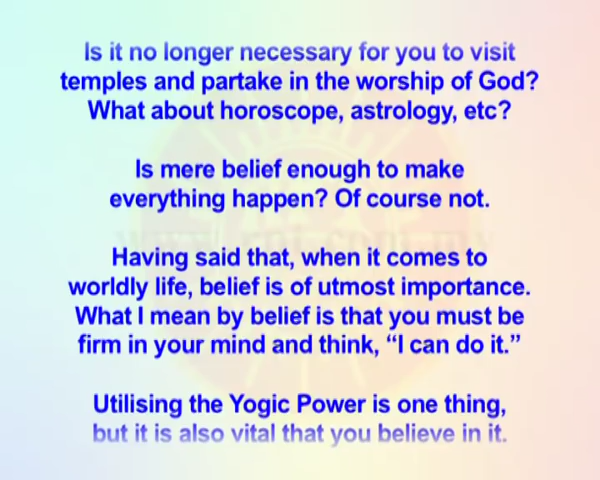 Is it no longer necessary for you to visit
temples and partake in the worship of God?
What about horoscope, astrology, etc?
Is mere belief enough to make
everything happen? Of course not.
Having said that, when it comes to
worldly life, belief is of utmost importance.
What I mean by belief is that you must be
firm in your mind and think, “I can do it.”
Utilising the Yogic Power is one thing,
but it is also vital that you believe in it.